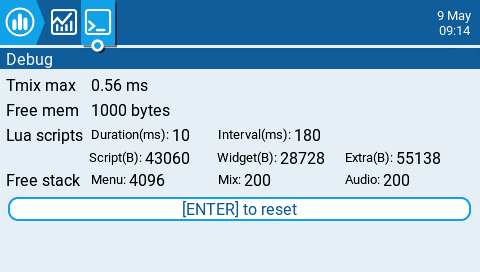 9 May
09:14
Debug
Tmix max 0.56 ms
Free mem 1000 bytes
Lua scripts Duration(ms): 10 Interval(ms): 180
Script(B): 43060 Widget(B): 28728 Extra(B): 55138
Free stack Menu: 4096 Mix: 200 Audio: 200
[ENTER] to reset